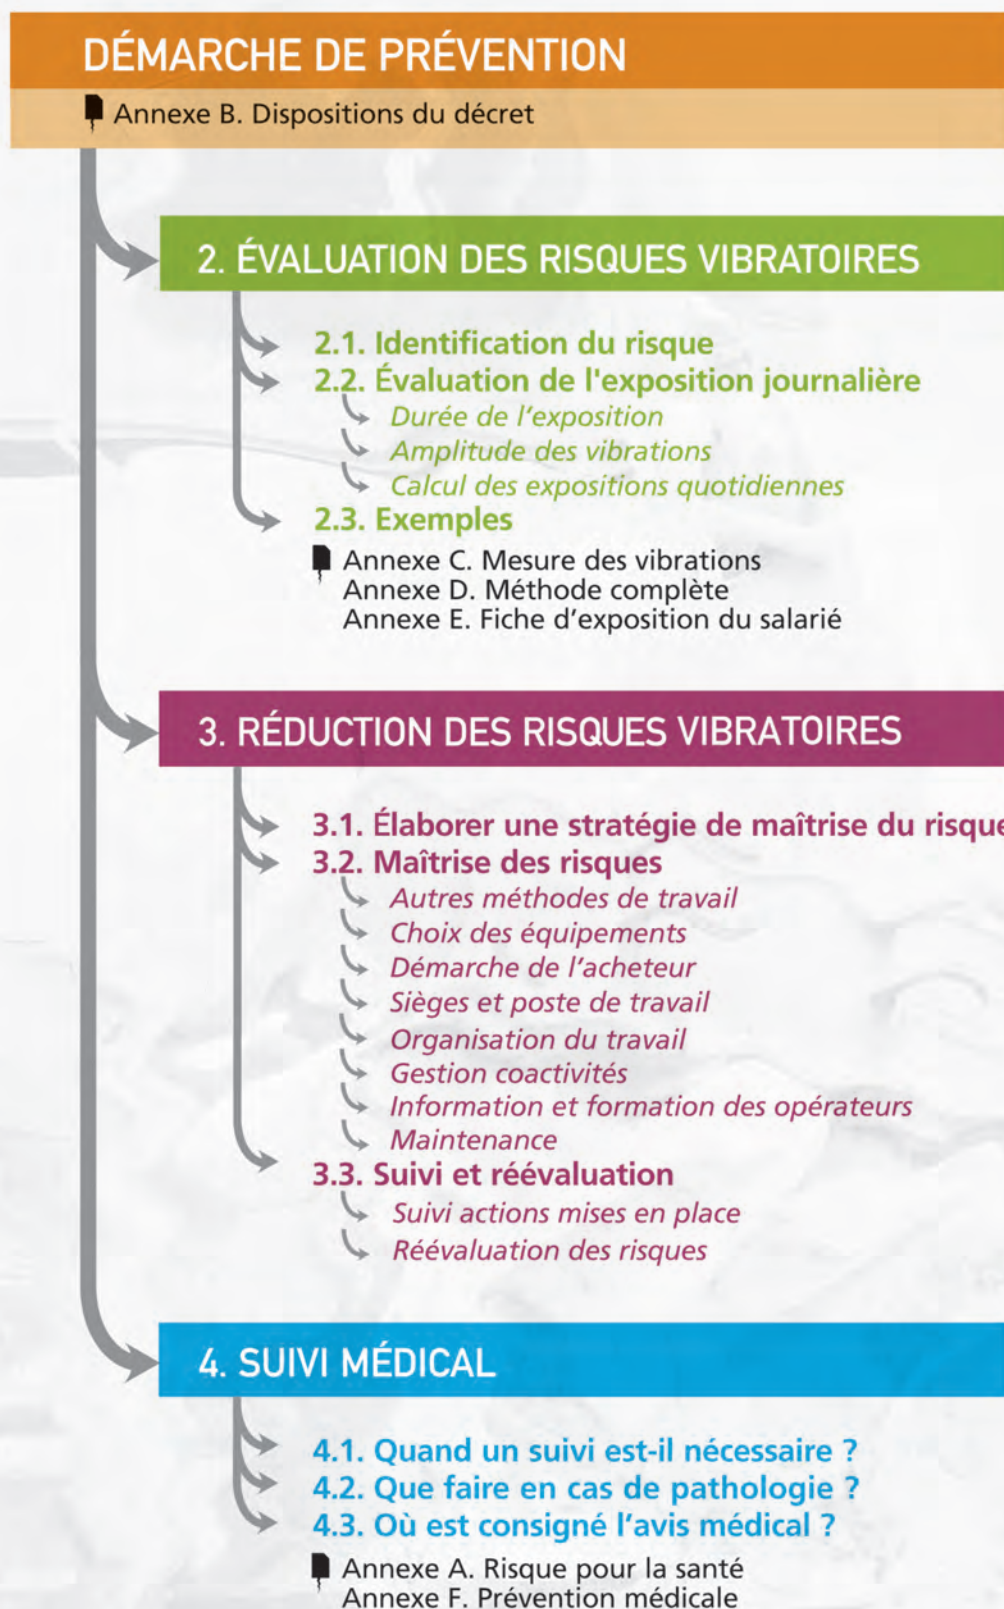 DÉMARCHE DE PRÉVENTION
Annexe B. Dispositions du décret
2. ÉVALUATION DES RISQUES VIBRATOIRES
2.1. Identification du risque
2.2. Évaluation de l'exposition journalière
Durée de l’exposition
Amplitude des vibrations
Calcul des expositions quotidiennes
2.3. Exemples
Annexe C. Mesure des vibrations
Annexe D. Méthode complète
Annexe E. Fiche d’exposition du salarié
3. RÉDUCTION DES RISQUES VIBRATOIRES
3.1. Élaborer une stratégie de maîtrise du risque
3.2. Maîtrise des risques
Autres méthodes de travail
Choix des équipements
Démarche de l’acheteur
Sièges et poste de travail
Organisation du travail
Gestion coactivités
Information et formation des opérateurs
Maintenance
3.3. Suivi et réévaluation
Suivi actions mises en place
Réévaluation des risques
4. SUIVI MÉDICAL
4.1. Quand un suivi est-il nécessaire ?
4.2. Que faire en cas de pathologie ?
4.3. Où est consigné l’avis médical ?
Annexe A. Risque pour la santé
Annexe F. Prévention médicale